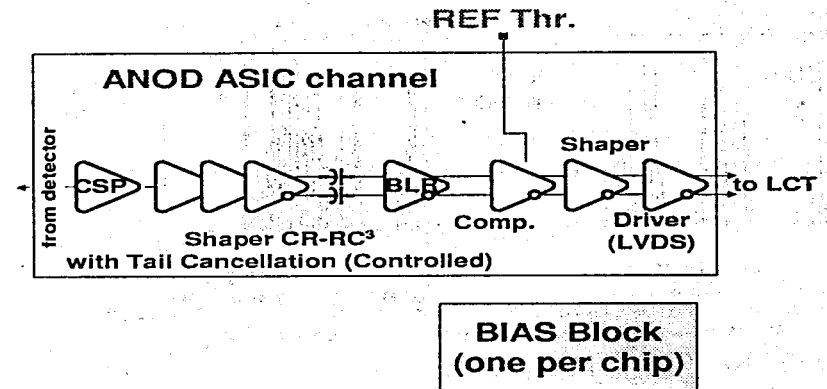 REF Thr.
ANOD ASIC channel
from detector
CSP
BLR
Shaper
to LCT
Comp.
Driver
(LVDS)
Shaper CR-RC³
with Tail Cancellation (Controlled)
BIAS Block
(one per chip)